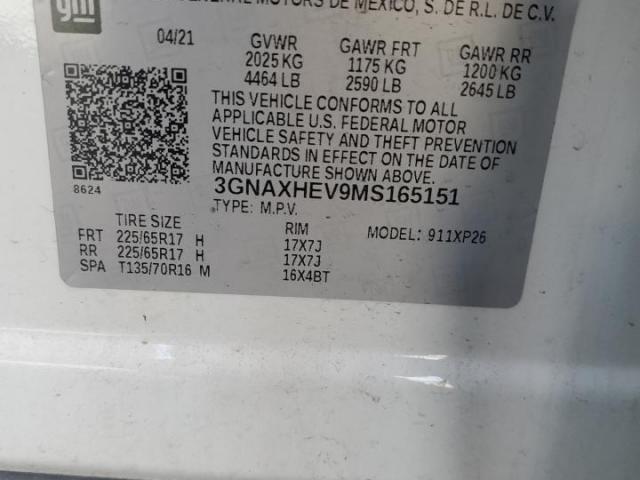 gm
MOTORS DE MEXICO, S. DE R.L. DE C.V.
04/21 GVWR GAWR FRT GAWR RR
2025 KG 1175 KG 1200 KG
4464 LB 2590 LB 2645 LB
THIS VEHICLE CONFORMS TO ALL
APPLICABLE U.S. FEDERAL MOTOR
VEHICLE SAFETY AND THEFT PREVENTION
STANDARDS IN EFFECT ON THE DATE OF
MANUFACTURE SHOWN ABOVE.
8624
3GNAXHEV9MS165151
TYPE: M.P.V.
TIRE SIZE RIM MODEL: 911XP26
FRT 225/65R17 H 17X7J
RR 225/65R17 H 17X7J
SPA T135/70R16 M 16X4BT